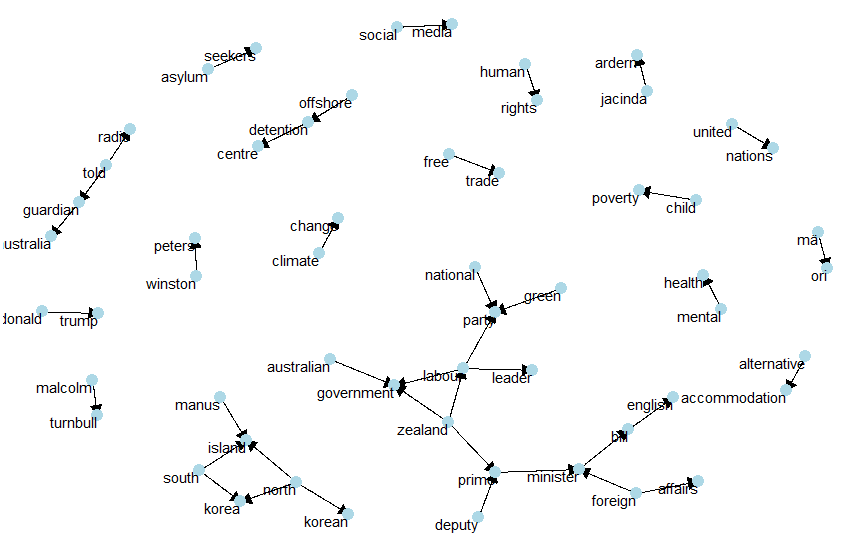 social
media
seekers
asylum
human
ardern
jacinda
rights
offshore
detention
centre
radio
told
guardian
ustralia
free
trade
united
nations
poverty
child
peters
winston
change
climate
mä
ori
national
green
party
health
mental
donald
trump
australian
government
labour
leader
alternative
accommodation
malcolm
turnbull
manus
island
zealand
english
bill
south
north
korea
korean
prime
minister
deputy
foreign
affairs